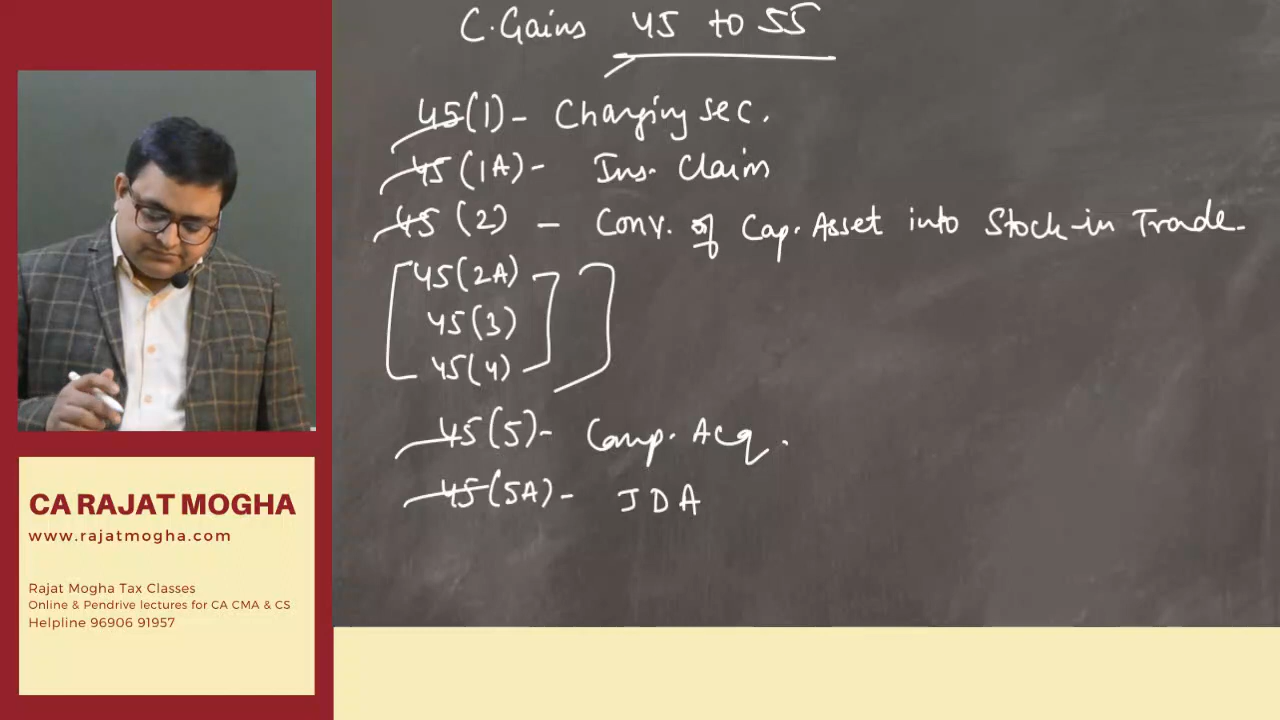 C. Gains 45 to 55
45(1) - Charging sec.
45(1A) - Ins. Claim
45(2) - Conv. of Cap. Asset into Stock-in Trade.
45(2A)
45(3)
45(4)
45(5) - Comp. Acq.
45(5A) - JDA
CA RAJAT MOGHA
www.rajatmogha.com
Rajat Mogha Tax Classes
Online & Pendrive lectures for CA CMA & CS
Helpline 96906 91957